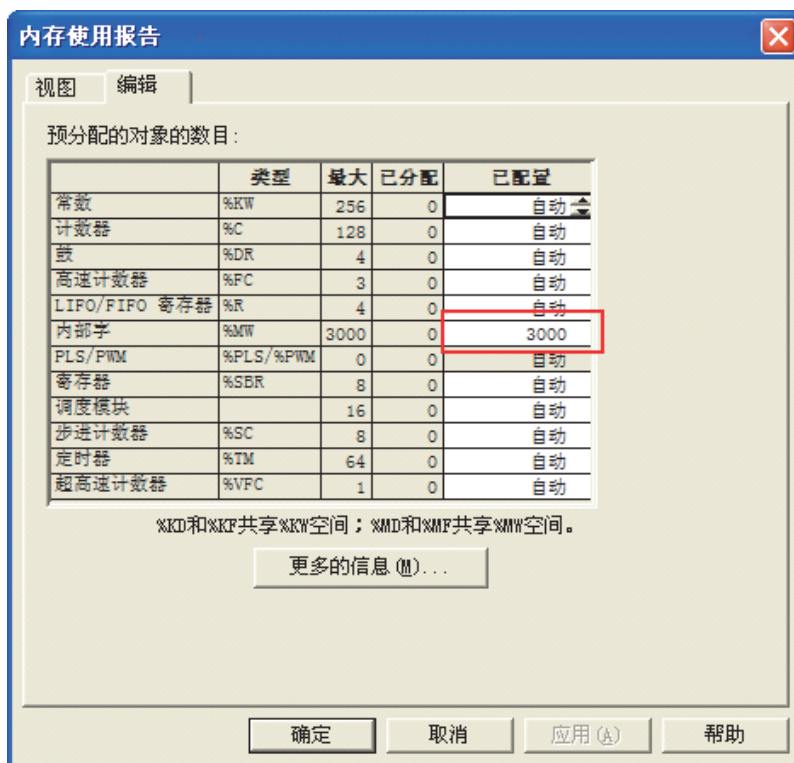 内存使用报告
视图 编辑
预分配的对象的数目:
类型 最大 已分配 已配置
常数 %KW 256 0 自动
计数器 %C 128 0 自动
鼓 %DR 4 0 自动
高速计数器 %FC 3 0 自动
LIFO/FIFO 寄存器 %R 4 0 自动
内部字 %MW 3000 0 3000
PLS/PWM %PLS/%PWM 0 0 自动
寄存器 %SBR 8 0 自动
调度模块 16 0 自动
步进计数器 %SC 8 0 自动
定时器 %TM 64 0 自动
超高速计数器 %VFC 1 0 自动
%KD和%KF共享%KW空间；%MD和%MF共享%MW空间。
更多的信息(M)...
确定 取消 应用(A) 帮助